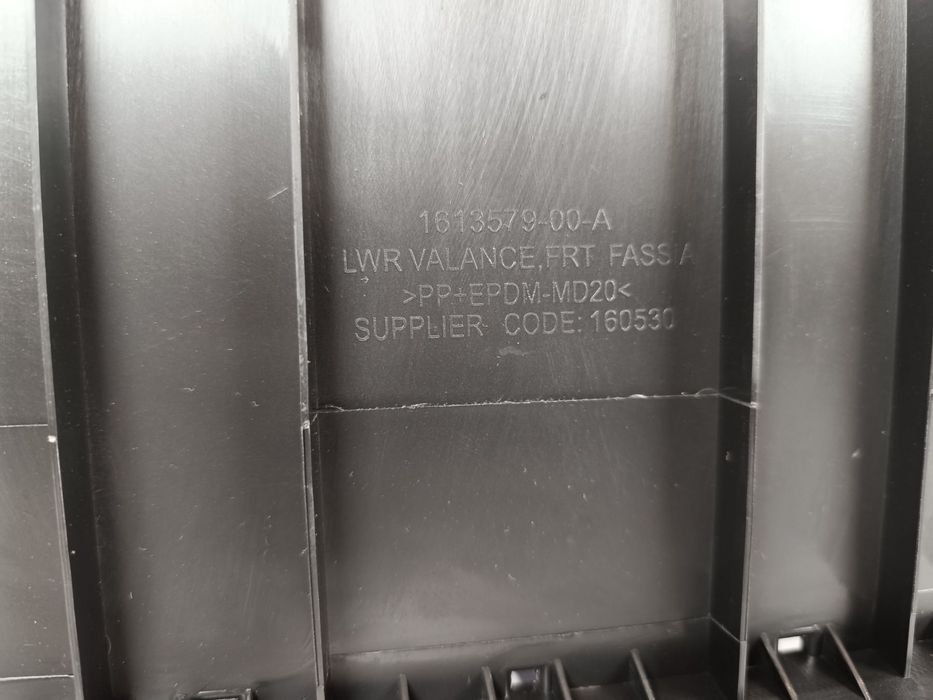 1613579-00-A
LWR VALANCE,FRT FASSIA
>PP+EPDM-MD20<
SUPPLIER CODE: 160530